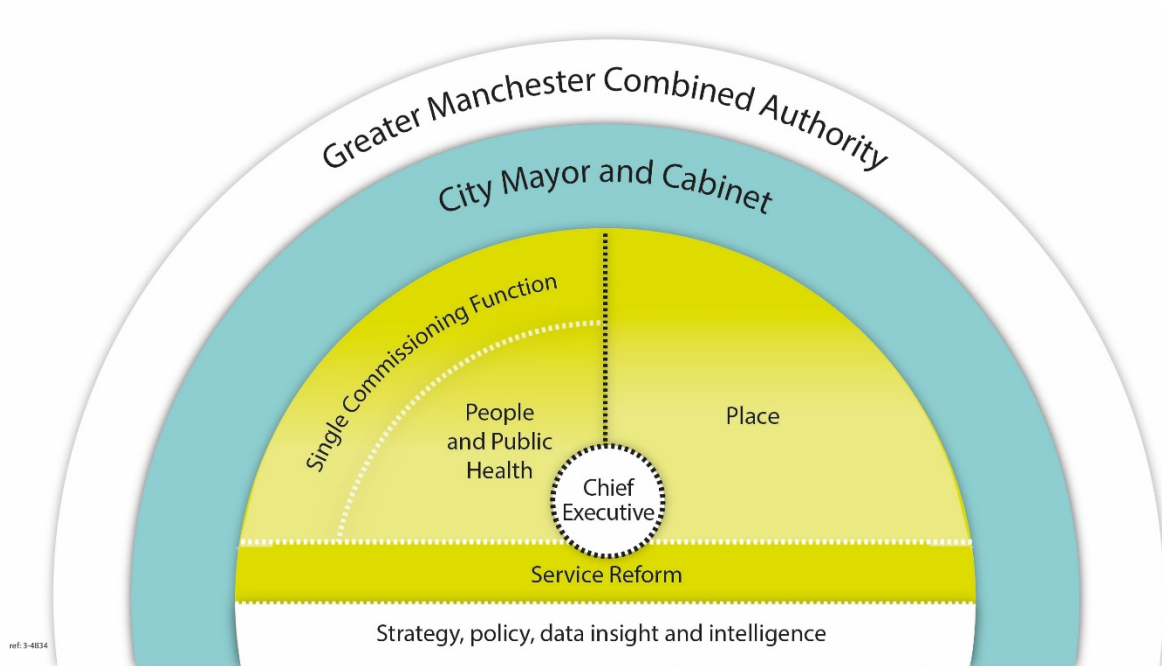 Greater Manchester Combined Authority
City Mayor and Cabinet
Single Commissioning Function
People
and Public
Health
Place
Chief
Executive
Service Reform
Strategy, policy, data insight and intelligence
ref: 3-4834